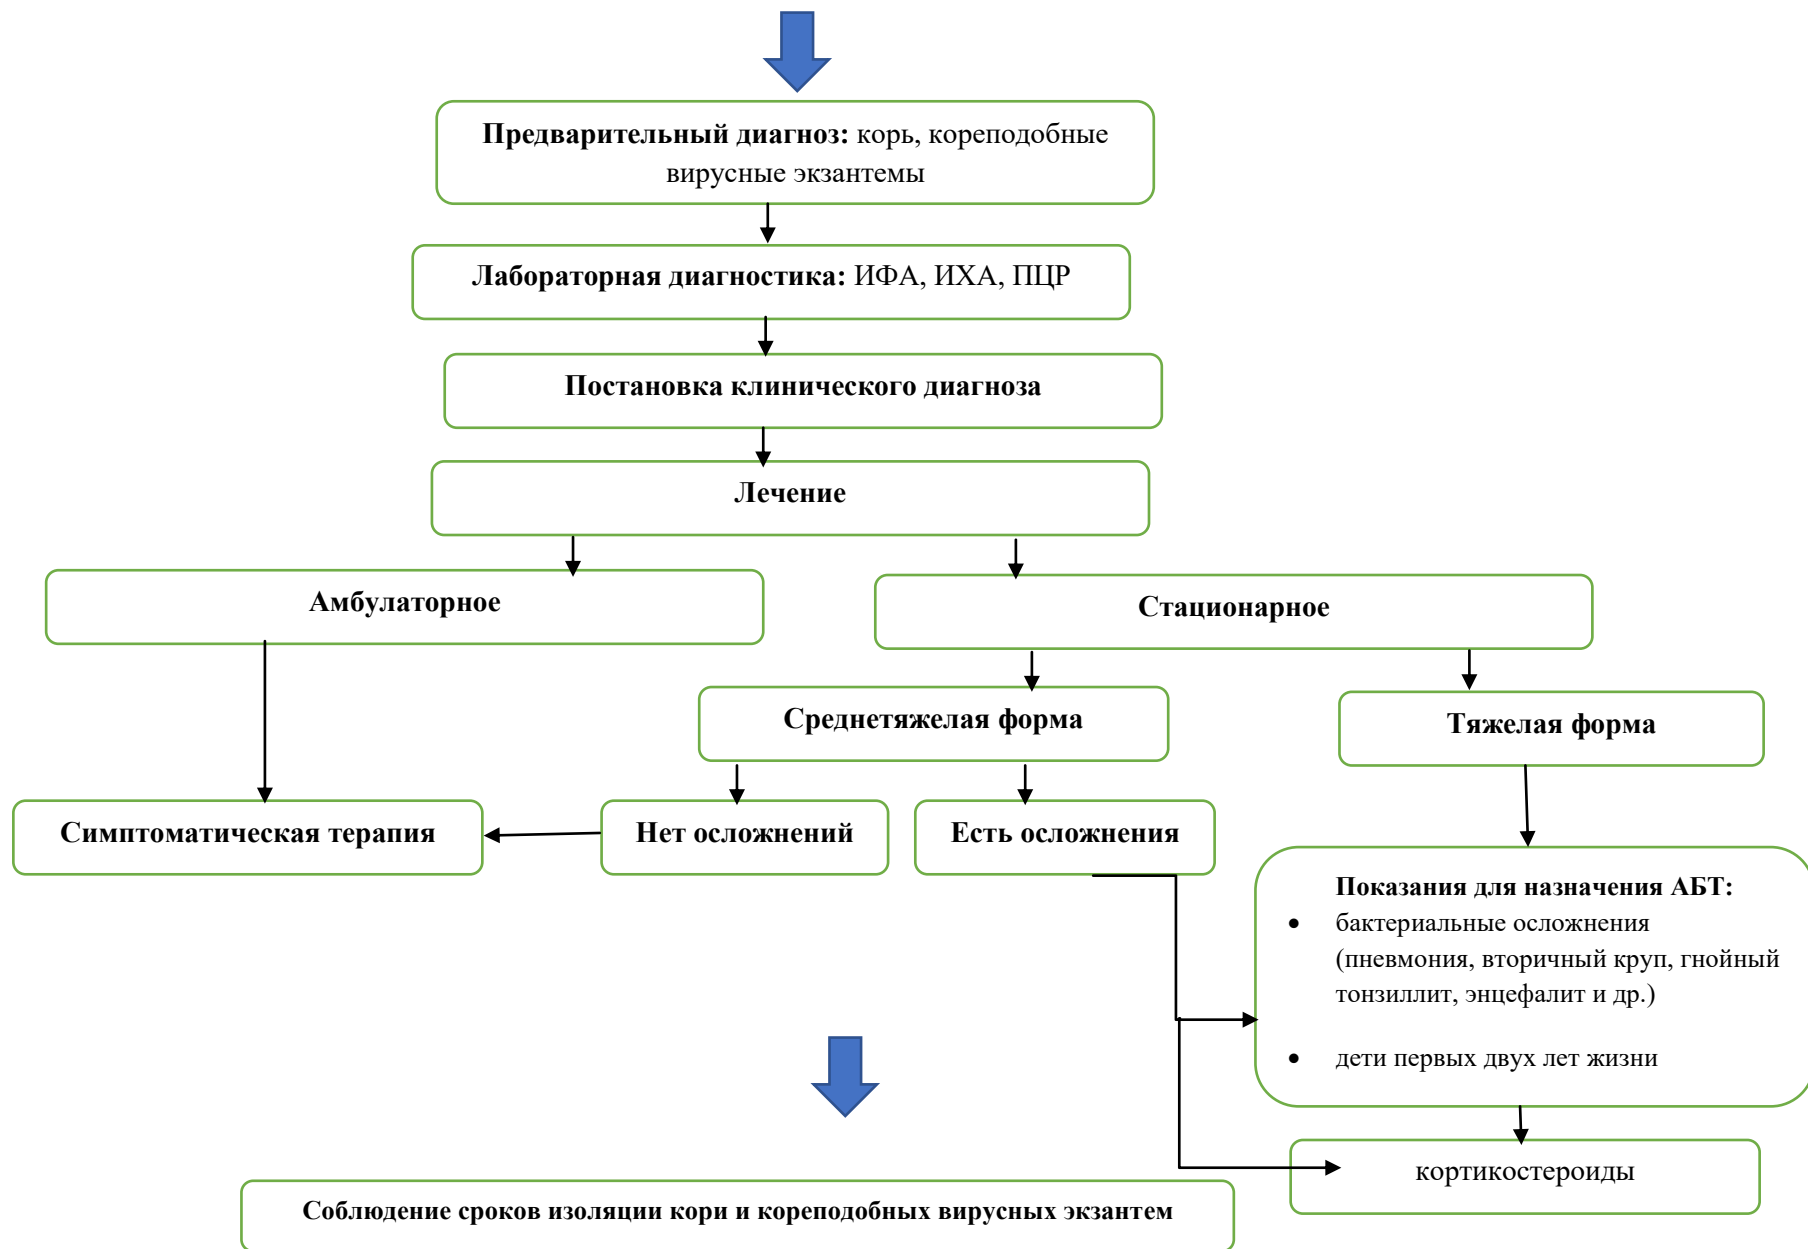 Предварительный диагноз: корь, кореподобные
вирусные экзантемы
Лабораторная диагностика: ИФА, ИХА, ПЦР
Постановка клинического диагноза
Лечение
Амбулаторное
Стационарное
Среднетяжелая форма
Тяжелая форма
Симптоматическая терапия
Нет осложнений
Есть осложнения
Показания для назначения АБТ:
• бактериальные осложнения
(пневмония, вторичный круп, гнойный
тонзиллит, энцефалит и др.)
• дети первых двух лет жизни
кортикостероиды
Соблюдение сроков изоляции кори и кореподобных вирусных экзантем